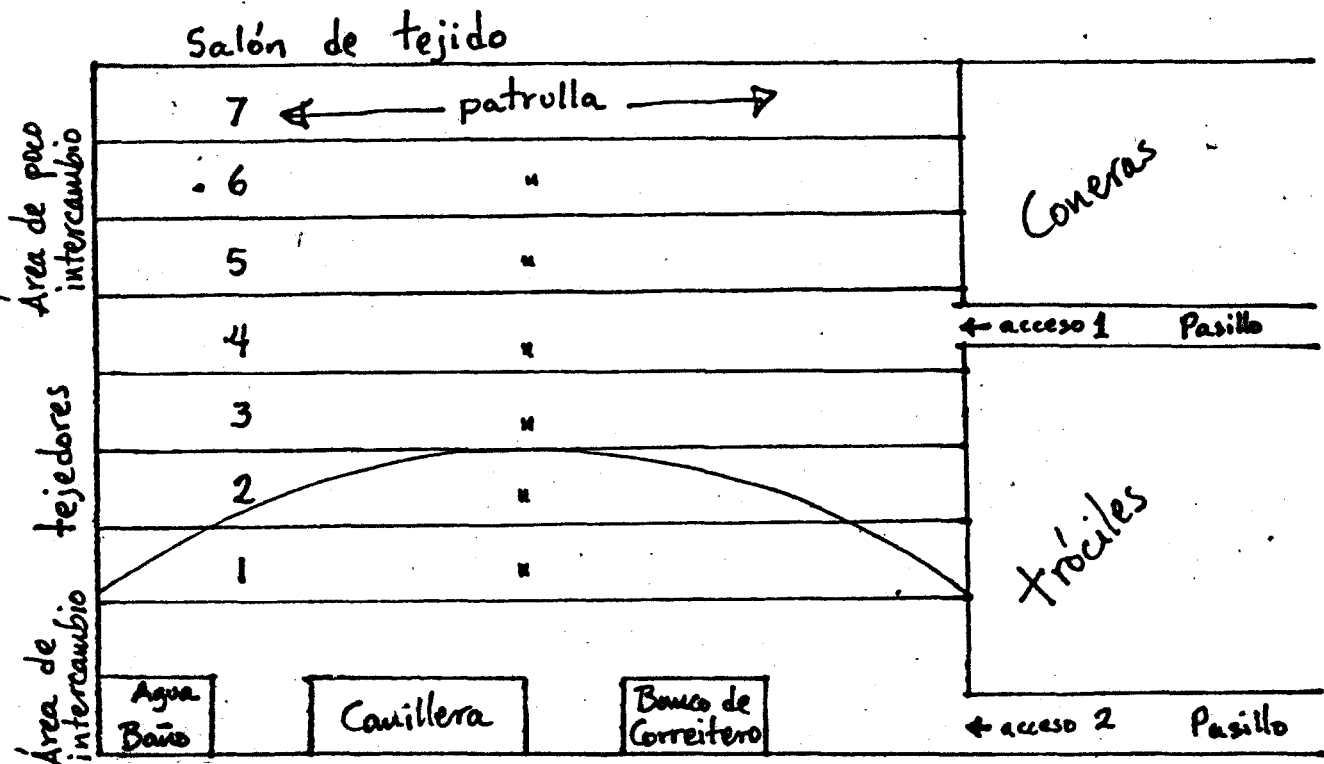 Salón de tejido
7 ← patrulla →
6 "
5 "
4 "
3 "
2 "
1 "
Área de poco
intercambio
tejedores
Área de
intercambio
Coneras
← acceso 1 Pasillo
tróciles
← acceso 2 Pasillo
Agua
Baño
Canillera
Banco de
Correitero